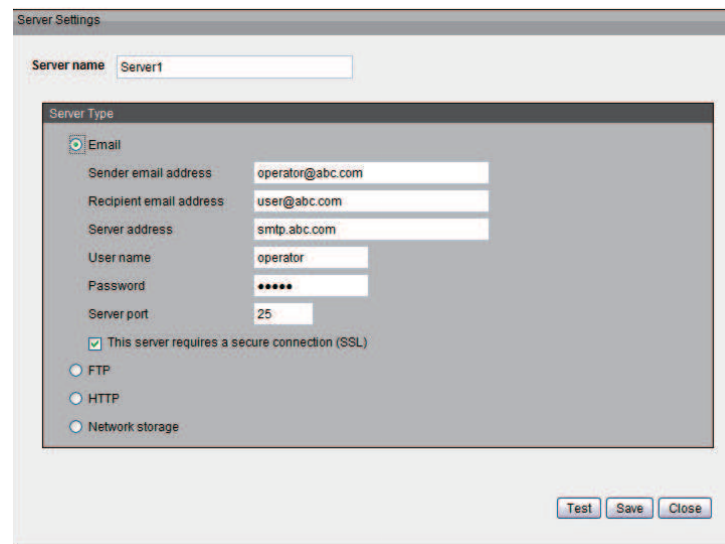 Server Settings
Server name Server1
Server Type
Email
Sender email address operator@abc.com
Recipient email address user@abc.com
Server address smtp.abc.com
User name operator
Password •••••
Server port 25
This server requires a secure connection (SSL)
FTP
HTTP
Network storage
Test Save Close